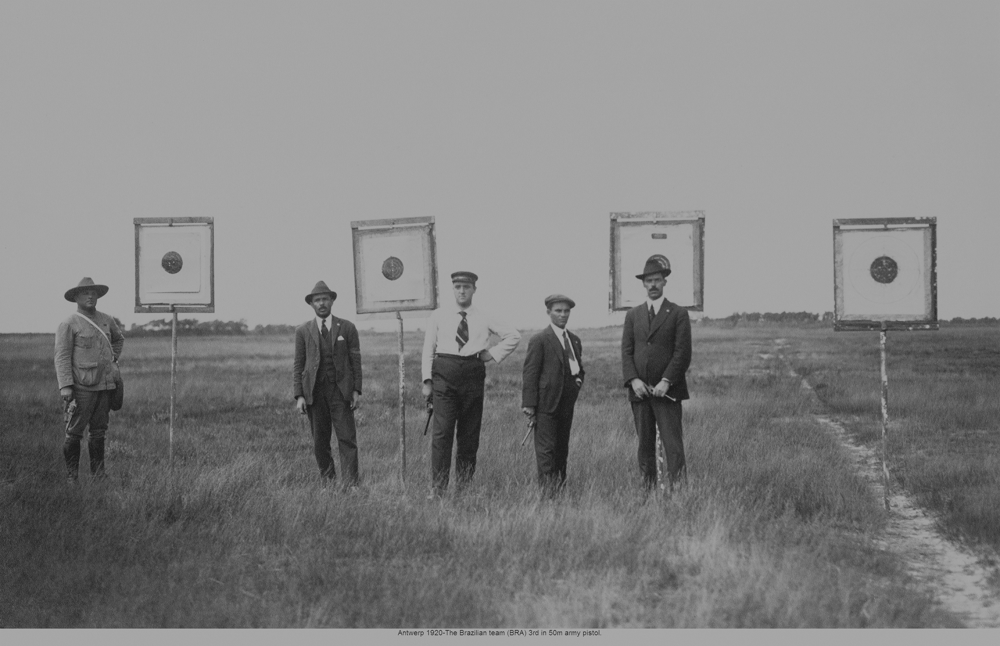 Antwerp 1920-The Brazilian team (BRA) 3rd in 50m army pistol.